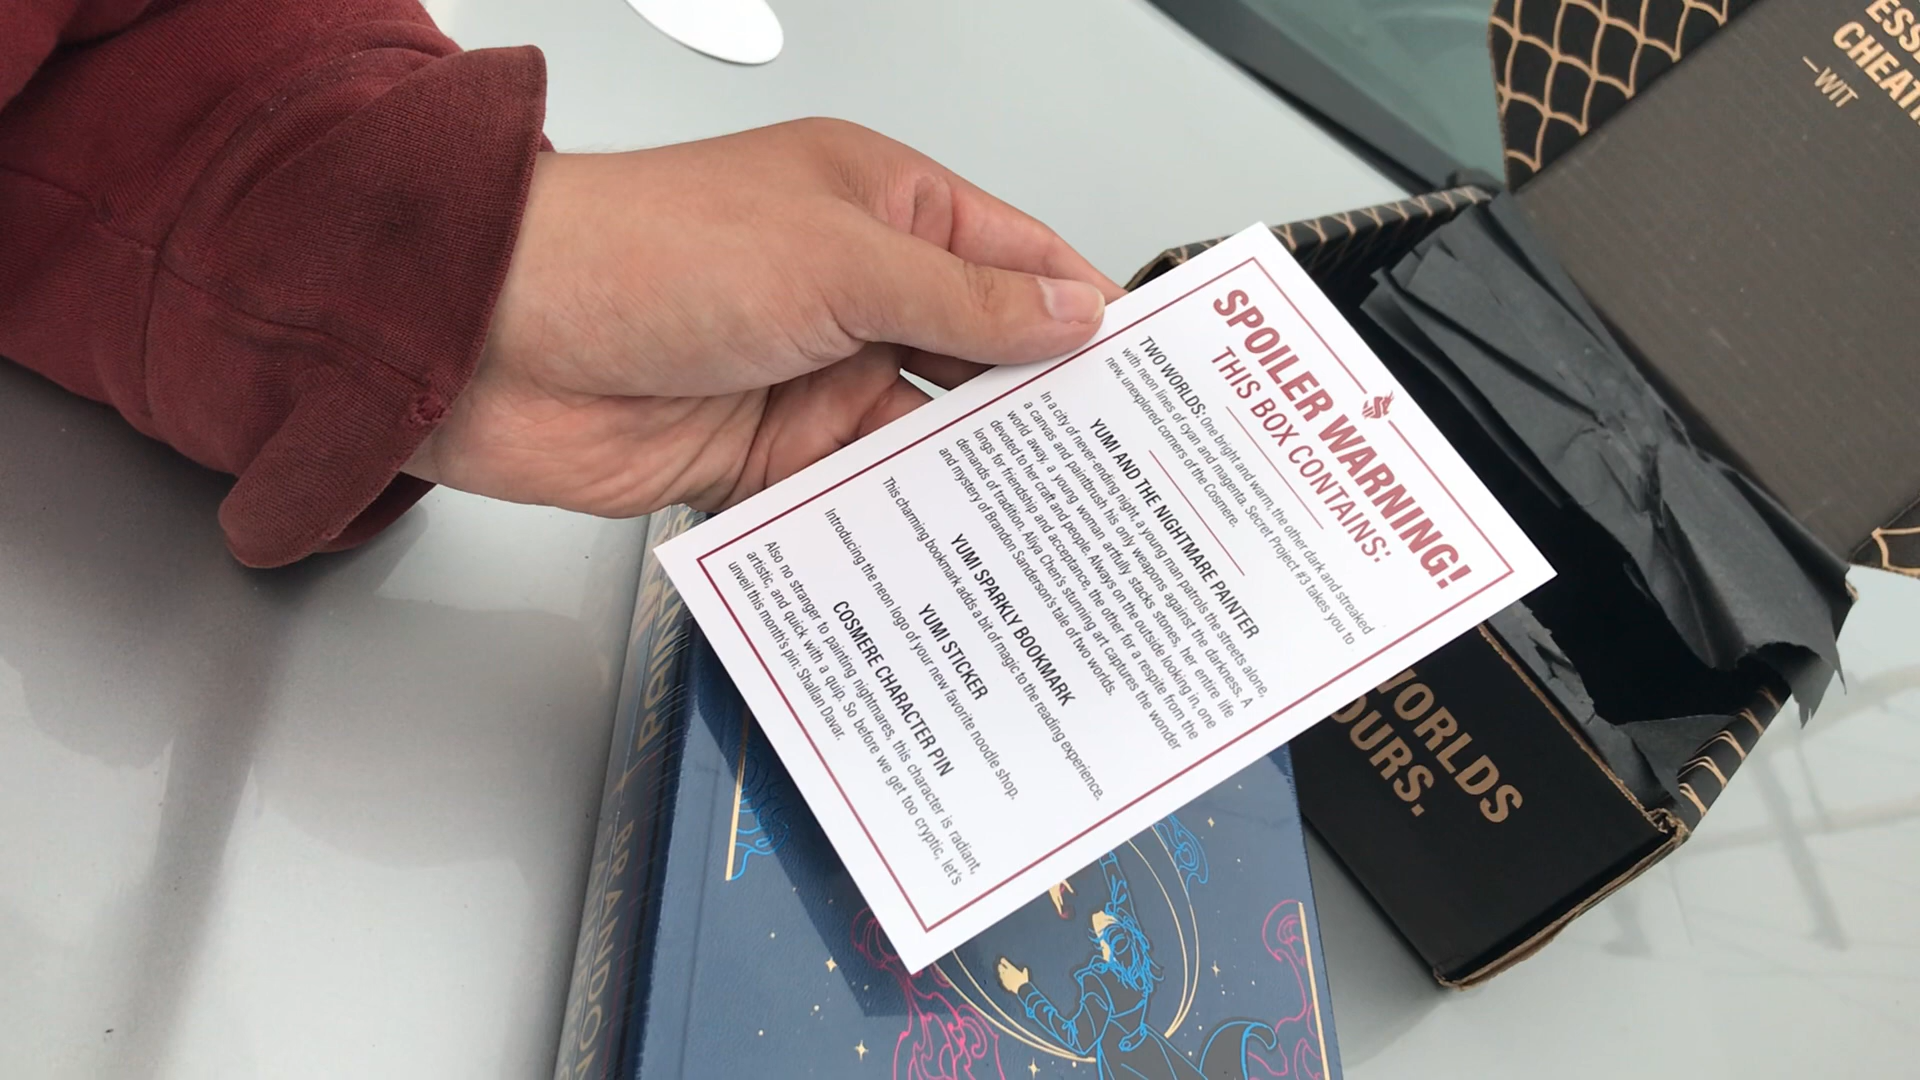 SPOILER WARNING!
THIS BOX CONTAINS:
TWO WORLDS: One bright and warm, the other dark and streaked
with neon lines of cyan and magenta. Secret Project #3 takes you to
new, unexplored corners of the Cosmere.
YUMI AND THE NIGHTMARE PAINTER
In a city of never-ending night, a young man patrols the streets alone,
a canvas and paintbrush his only weapons against the darkness. A
world away, a young woman artfully stacks stones, her entire life
devoted to her craft and people. Always on the outside looking in, one
longs for friendship and acceptance, the other for a respite from the
demands of tradition. Aliya Chen's stunning art captures the wonder
and mystery of Brandon Sanderson's tale of two worlds.
YUMI SPARKLY BOOKMARK
This charming bookmark adds a bit of magic to the reading experience.
YUMI STICKER
Introducing the neon logo of your new favorite noodle shop.
COSMERE CHARACTER PIN
Also no stranger to painting nightmares, this character is radiant,
artistic, and quick with a quip. So before we get too cryptic, let's
unveil this month's pin: Shallan Davar.
CHEAT
—WIT
WORLDS
OURS.
PAINTER
BRANDON